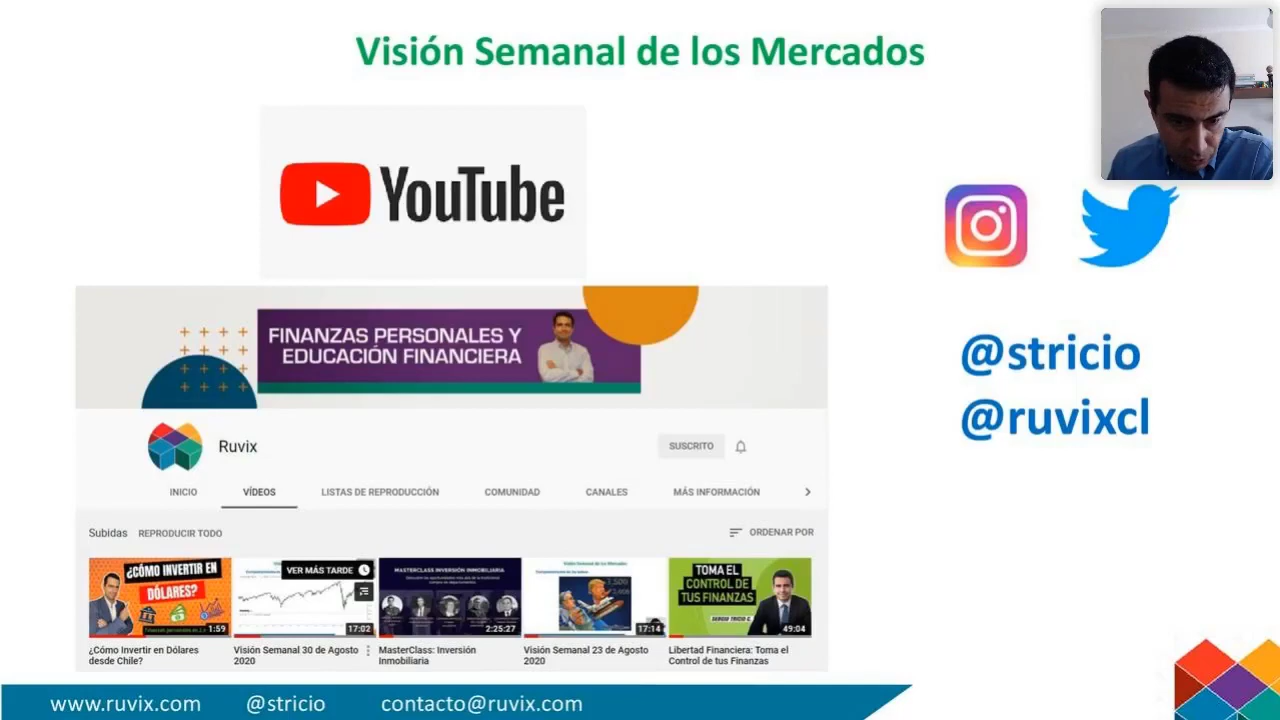 Visión Semanal de los Mercados
YouTube
FINANZAS PERSONALES Y
EDUCACIÓN FINANCIERA
@stricio
@ruvixcl
Ruvix
SUSCRITO
INICIO VÍDEOS LISTAS DE REPRODUCCIÓN COMUNIDAD CANALES MÁS INFORMACIÓN
Subidas REPRODUCIR TODO ORDENAR POR
¿CÓMO INVERTIR EN
DÓLARES?
1:59
VER MÁS TARDE
17:02
MASTERCLASS INVERSIÓN INMOBILIARIA
2:25:27
Visión Semanal de los Mercados
17:14
TOMA EL
CONTROL DE
TUS FINANZAS
SERGIO TRICIO C.
49:04
¿Cómo Invertir en Dólares
desde Chile?
Visión Semanal 30 de Agosto
2020
MasterClass: Inversión
Inmobiliaria
Visión Semanal 23 de Agosto
2020
Libertad Financiera: Toma el
Control de tus Finanzas
www.ruvix.com @stricio contacto@ruvix.com